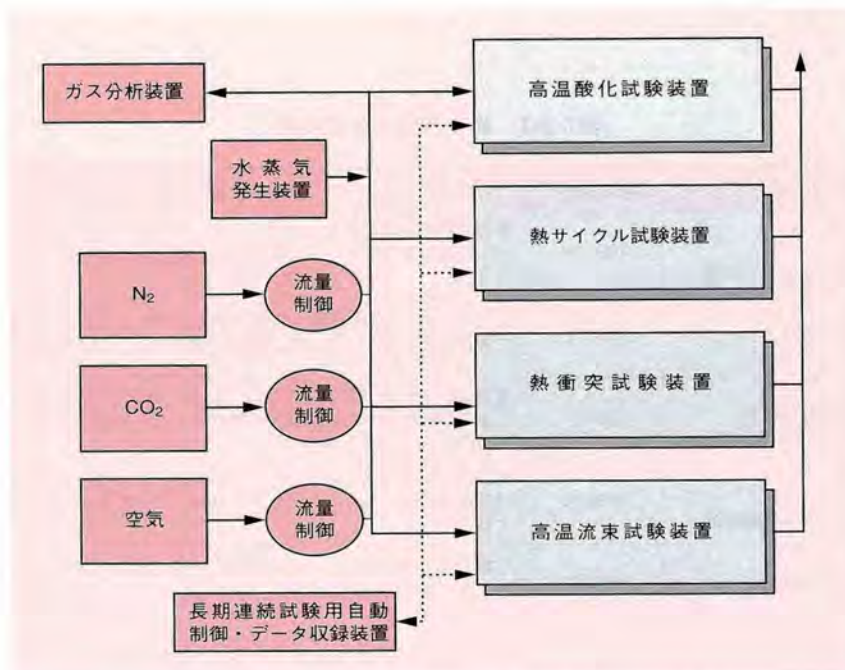 ガス分析装置
水蒸気
発生装置
N₂
流量
制御
CO₂
流量
制御
空気
流量
制御
長期連続試験用自動
制御・データ収録装置
高温酸化試験装置
熱サイクル試験装置
熱衝突試験装置
高温流束試験装置